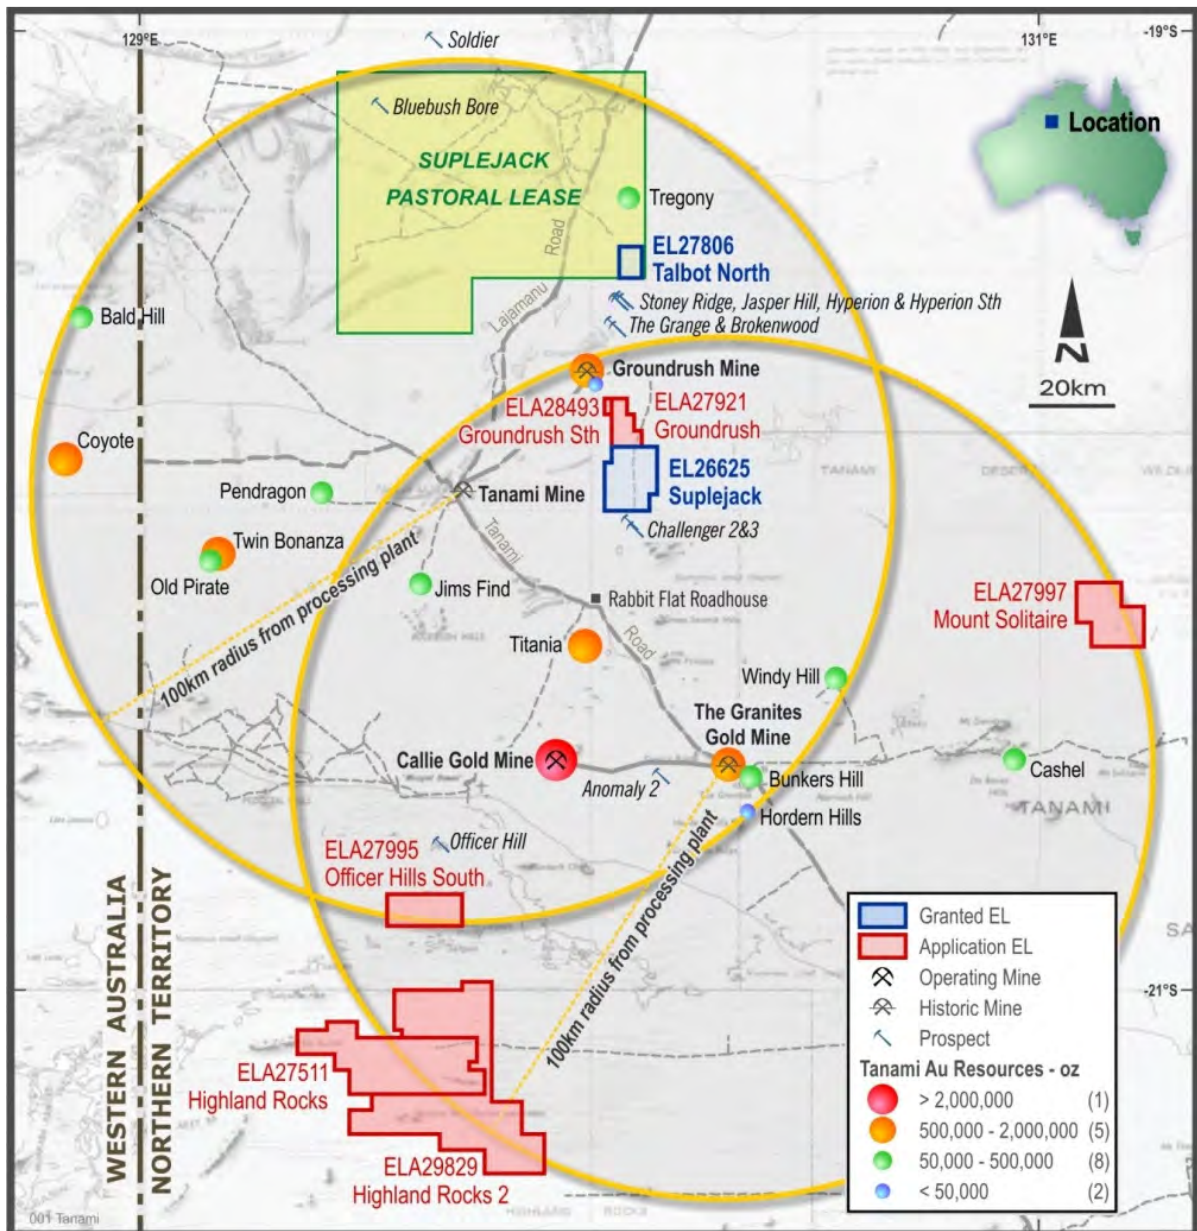 129°E
131°E
-19°S
Soldier
Bluebush Bore
SUPLEJACK
PASTORAL LEASE
Location
Tregony
Road
EL27806
Talbot North
Stoney Ridge, Jasper Hill, Hyperion & Hyperion Sth
The Grange & Brokenwood
Bald Hill
Lajamanu
N
20km
Groundrush Mine
ELA28493
Groundrush Sth
ELA27921
Groundrush
Coyote
TANAMI
DESERT
EL26625
Suplejack
Pendragon
Tanami Mine
Tanami
Challenger 2&3
Twin Bonanza
Old Pirate
Jims Find
Rabbit Flat Roadhouse
ELA27997
Mount Solitaire
100km radius from processing plant
Titania
Road
Windy Hill
The Granites
Gold Mine
Callie Gold Mine
Anomaly 2
Bunkers Hill
Cashel
Hordern Hills
TANAMI
Officer Hill
ELA27995
Officer Hills South
100km radius from processing plant
WESTERN AUSTRALIA
NORTHERN TERRITORY
-21°S
ELA27511
Highland Rocks
ELA29829
Highland Rocks 2
Granted EL
Application EL
Operating Mine
Historic Mine
Prospect
Tanami Au Resources - oz
> 2,000,000 (1)
500,000 - 2,000,000 (5)
50,000 - 500,000 (8)
< 50,000 (2)
001 Tanami
HIGHLAND ROCKS